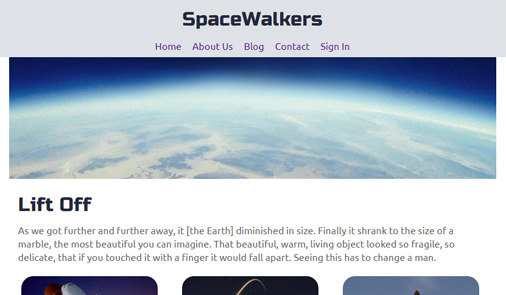 SpaceWalkers
Home About Us Blog Contact Sign In
Lift Off
As we got further and further away, it [the Earth] diminished in size. Finally it shrank to the size of a
marble, the most beautiful you can imagine. That beautiful, warm, living object looked so fragile, so
delicate, that if you touched it with a finger it would fall apart. Seeing this has to change a man.